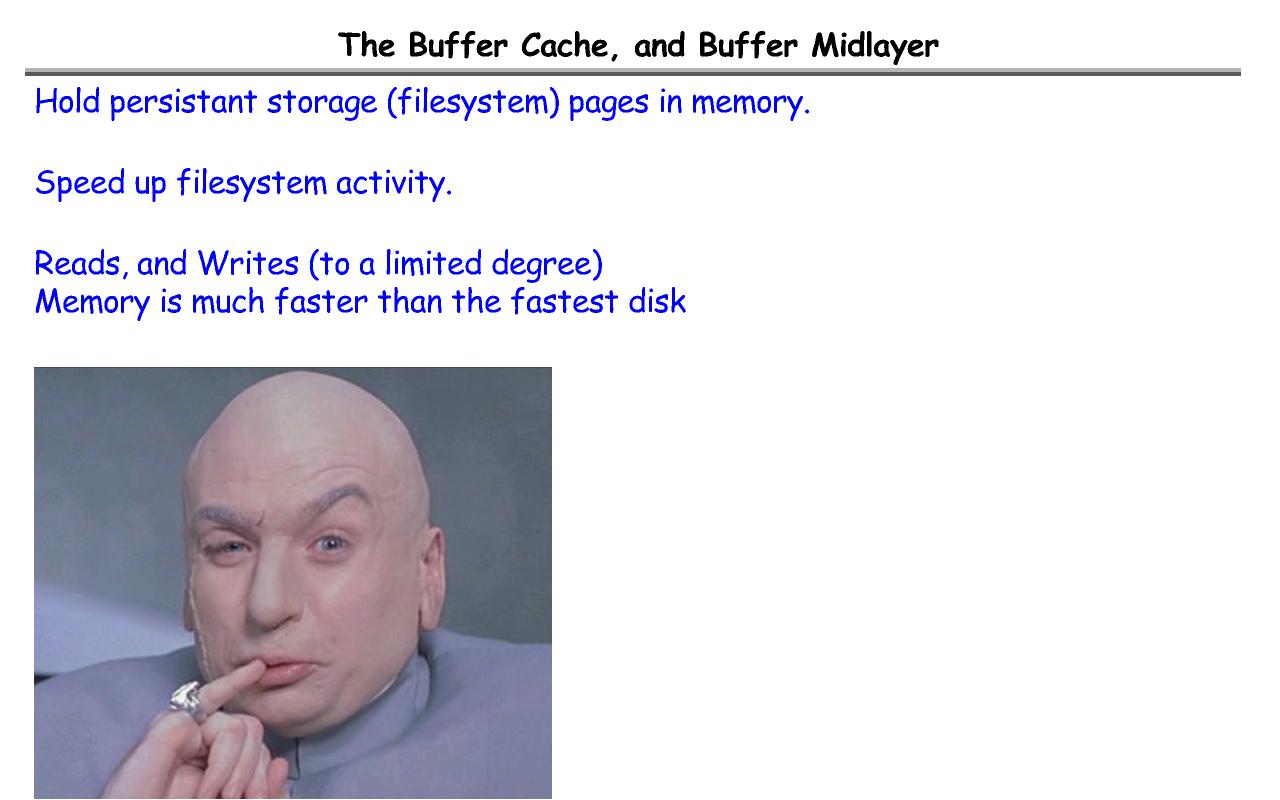 The Buffer Cache, and Buffer Midlayer
Hold persistant storage (filesystem) pages in memory.
Speed up filesystem activity.
Reads, and Writes (to a limited degree)
Memory is much faster than the fastest disk